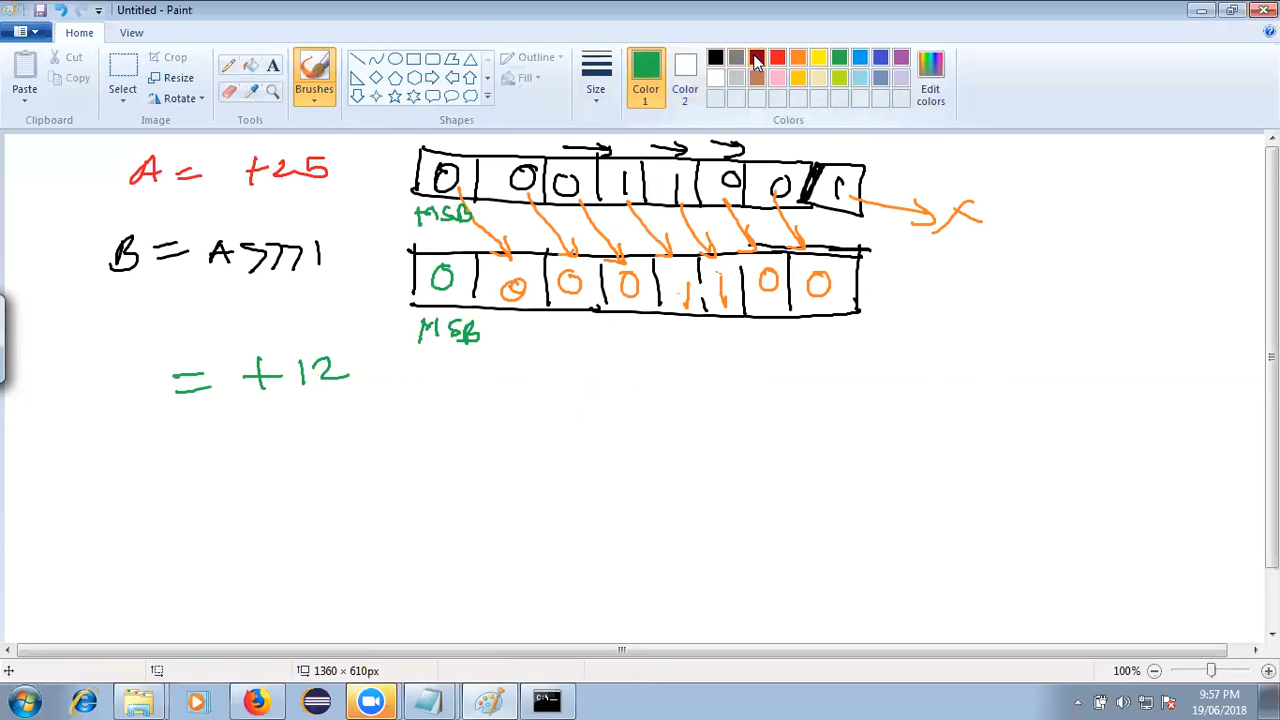 Untitled - Paint
Home
View
Paste
Cut
Copy
Clipboard
Select
Crop
Resize
Rotate
Image
Tools
Brushes
Outline
Fill
Shapes
Size
Color 1
Color 2
Edit colors
Colors
A = +25
0 0 0 1 1 0 0 1
MSB
X
B = A >>> 1
0 0 0 0 1 1 0 0
MSB
= +12
1360 × 610px
100%
9:57 PM
19/06/2018